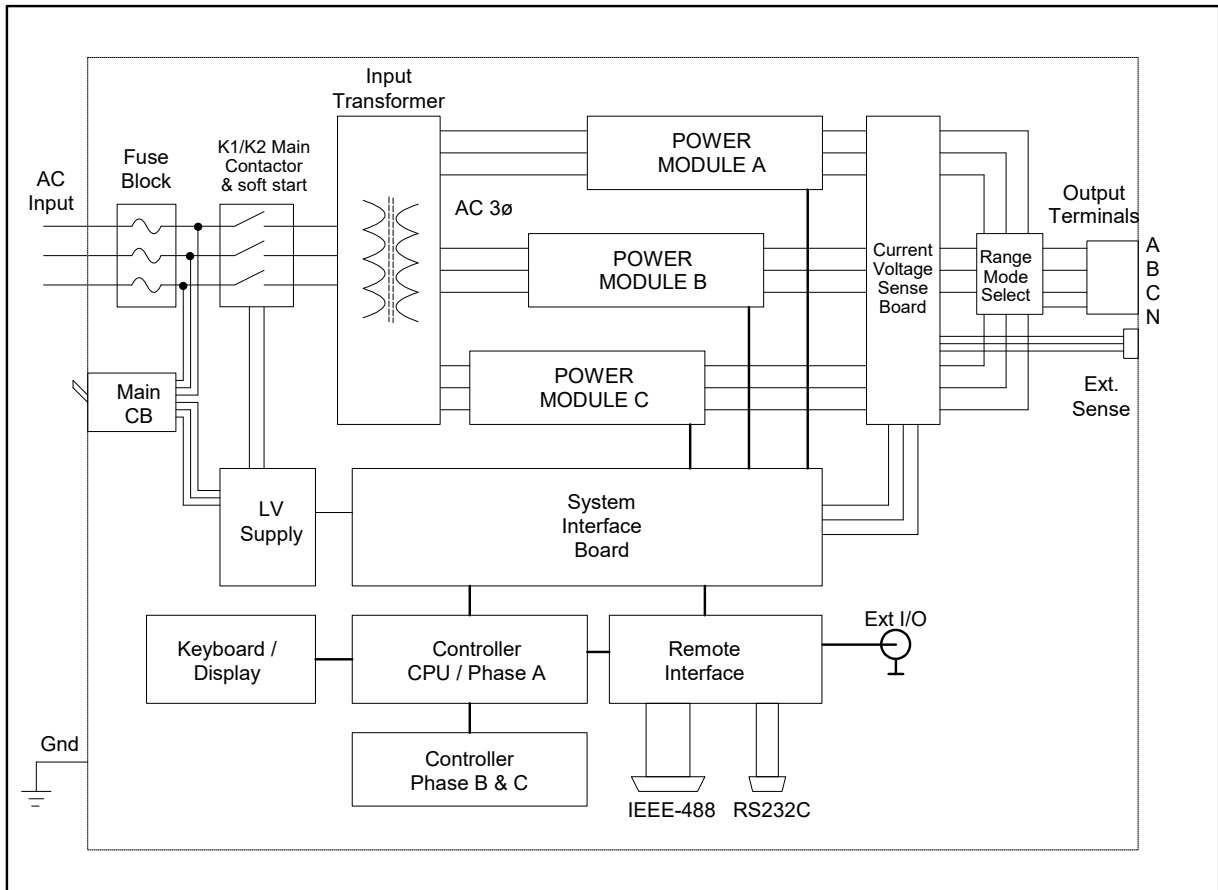 Input
Transformer
Fuse
Block
K1/K2 Main
Contactor
& soft start
AC
Input
AC 3ø
POWER
MODULE A
POWER
MODULE B
POWER
MODULE C
Current
Voltage
Sense
Board
Range
Mode
Select
Output
Terminals
A
B
C
N
Ext.
Sense
Main
CB
LV
Supply
System
Interface
Board
Keyboard /
Display
Controller
CPU / Phase A
Remote
Interface
Ext I/O
Gnd
Controller
Phase B & C
IEEE-488
RS232C